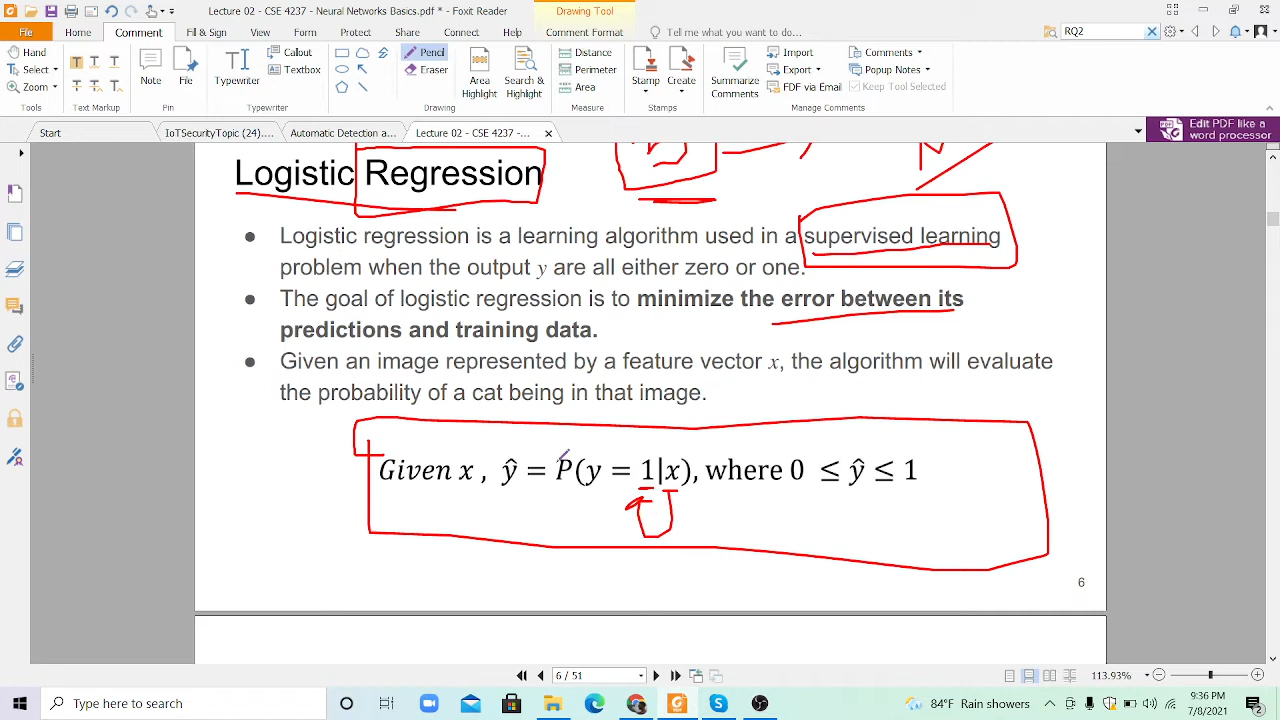 Lecture 02 - CSE 4237 - Neural Networks Basics.pdf * - Foxit Reader
Drawing Tool
File
Home
Comment
Fill & Sign
View
Form
Protect
Share
Connect
Help
Comment Format
Tell me what you want to do...
RQ2
Hand
Select
Zoom
Tools
Text Markup
Note
File
Pin
Typewriter
Callout
Textbox
Typewriter
Pencil
Eraser
Drawing
Area Highlight
Search & Highlight
Distance
Perimeter
Area
Measure
Stamp
Create
Stamps
Summarize Comments
Import
Export
FDF via Email
Comments
Popup Notes
Keep Tool Selected
Manage Comments
Start
IoTSecurityTopic (24)....
Automatic Detection a...
Lecture 02 - CSE 4237 -...
Edit PDF like a
word processor
Logistic Regression
● Logistic regression is a learning algorithm used in a supervised learning
problem when the output y are all either zero or one.
● The goal of logistic regression is to minimize the error between its
predictions and training data.
● Given an image represented by a feature vector x, the algorithm will evaluate
the probability of a cat being in that image.
Given x , ŷ = P(y = 1|x), where 0 ≤ ŷ ≤ 1
6
6 / 51
113.93%
Type here to search
84°F Rain showers
9:36 PM
7/8/2021
2